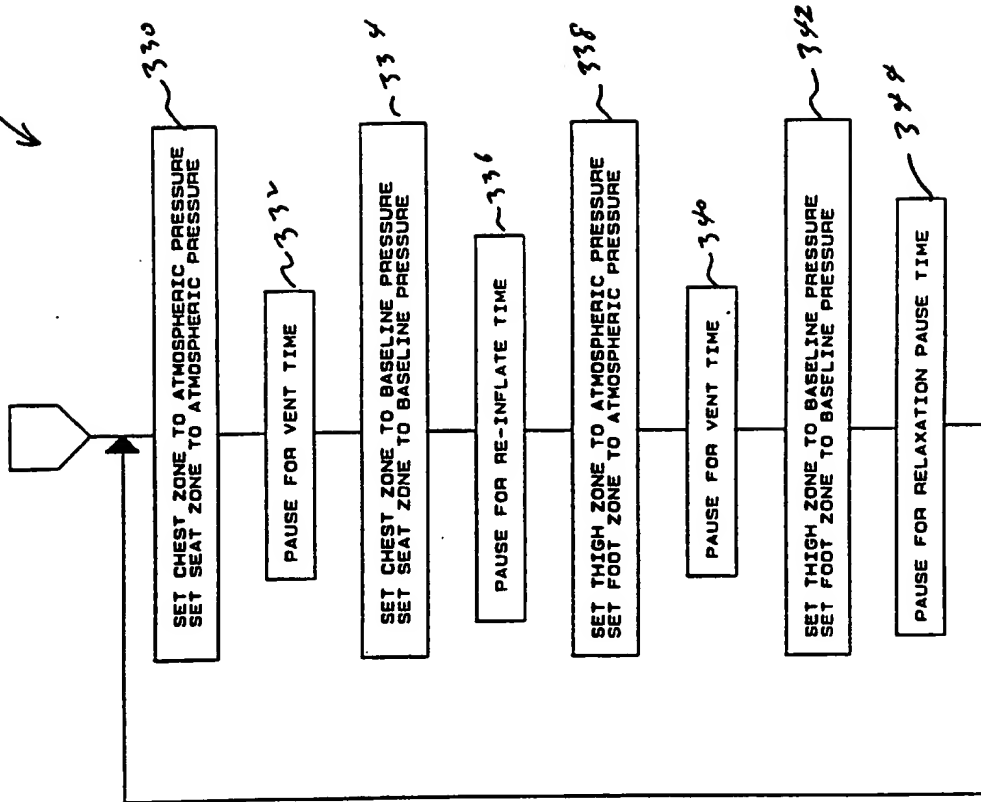 SET CHEST ZONE TO ATMOSPHERIC PRESSURE
SET SEAT ZONE TO ATMOSPHERIC PRESSURE
330
PAUSE FOR VENT TIME
332
SET CHEST ZONE TO BASELINE PRESSURE
SET SEAT ZONE TO BASELINE PRESSURE
334
PAUSE FOR RE-INFLATE TIME
336
SET THIGH ZONE TO ATMOSPHERIC PRESSURE
SET FOOT ZONE TO ATMOSPHERIC PRESSURE
338
PAUSE FOR VENT TIME
340
SET THIGH ZONE TO BASELINE PRESSURE
SET FOOT ZONE TO BASELINE PRESSURE
342
PAUSE FOR RELAXATION PAUSE TIME
344